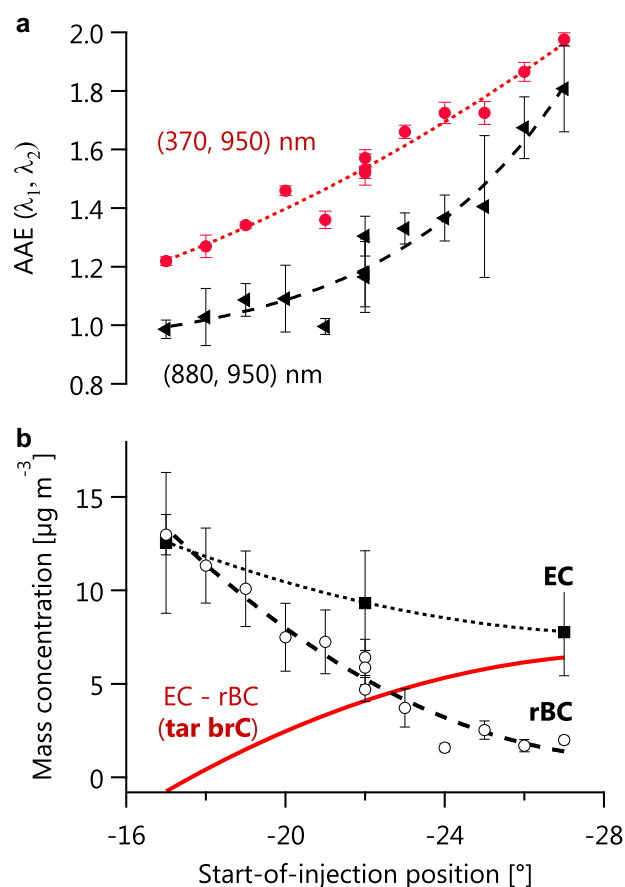 a
2.0
1.8
1.6
1.4
1.2
1.0
0.8
AAE (λ1, λ2)
(370, 950) nm
(880, 950) nm
b
15
10
5
0
Mass concentration [µg m-3]
EC
rBC
EC - rBC
(tar brC)
-16
-20
-24
-28
Start-of-injection position [°]